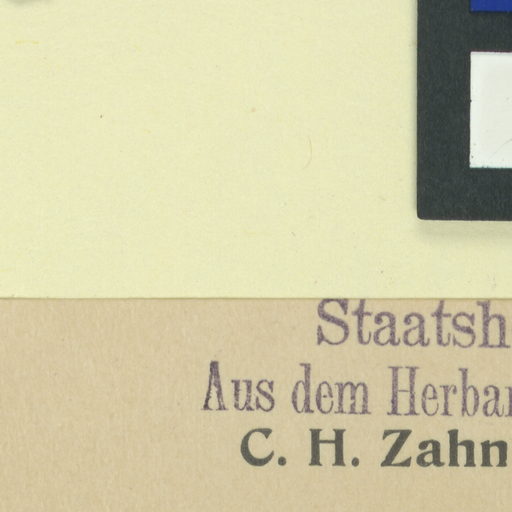 Staatsh
Aus dem Herbar
C. H. Zahn